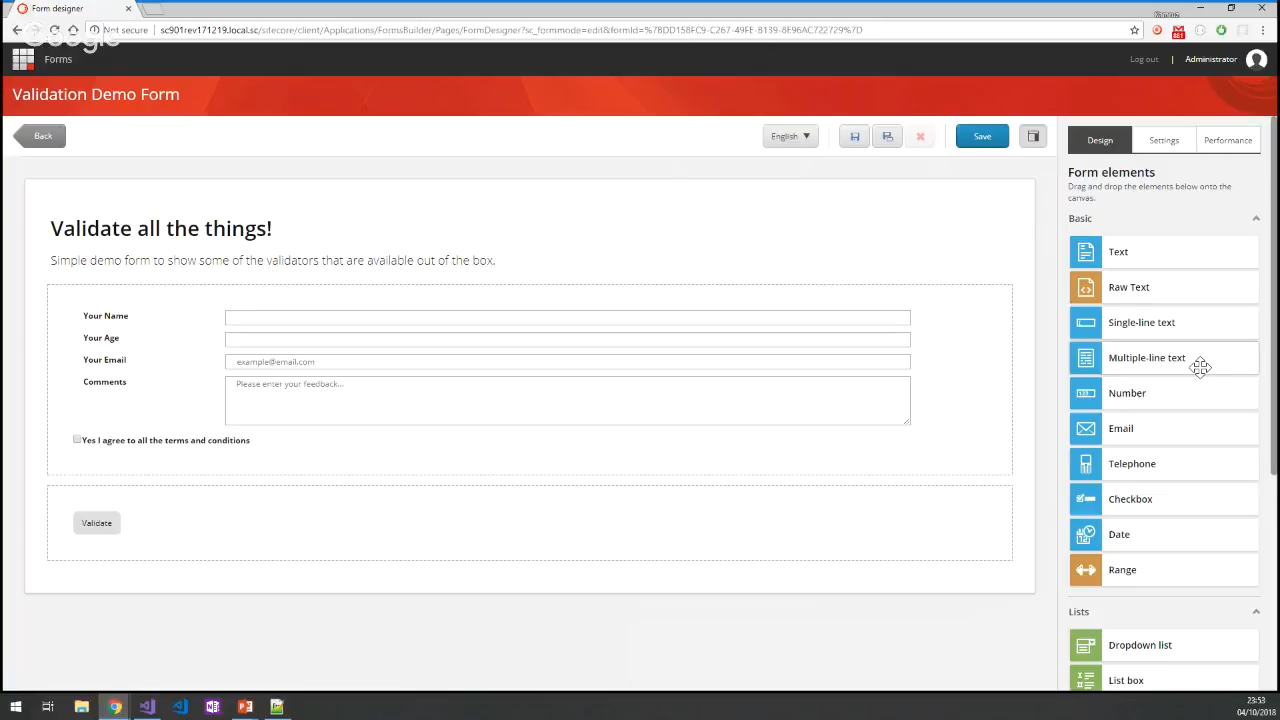 Form designer
Kamruz
Not secure
sc901rev171219.local.sc/sitecore/client/Applications/FormsBuilder/Pages/FormDesigner?sc_formmode=edit&formId=%7BDD158FC9-C267-49FE-B139-8E96AC722729%7D
881
Google
Forms
Log out | Administrator
Validation Demo Form
Back
English
Save
Design
Settings
Performance
Form elements
Drag and drop the elements below onto the
canvas.
Basic
Text
Raw Text
Single-line text
Multiple-line text
Number
Email
Telephone
Checkbox
Date
Range
Lists
Dropdown list
List box
Validate all the things!
Simple demo form to show some of the validators that are available out of the box.
Your Name
Your Age
Your Email
example@email.com
Comments
Please enter your feedback...
Yes I agree to all the terms and conditions
Validate
23:53
04/10/2018